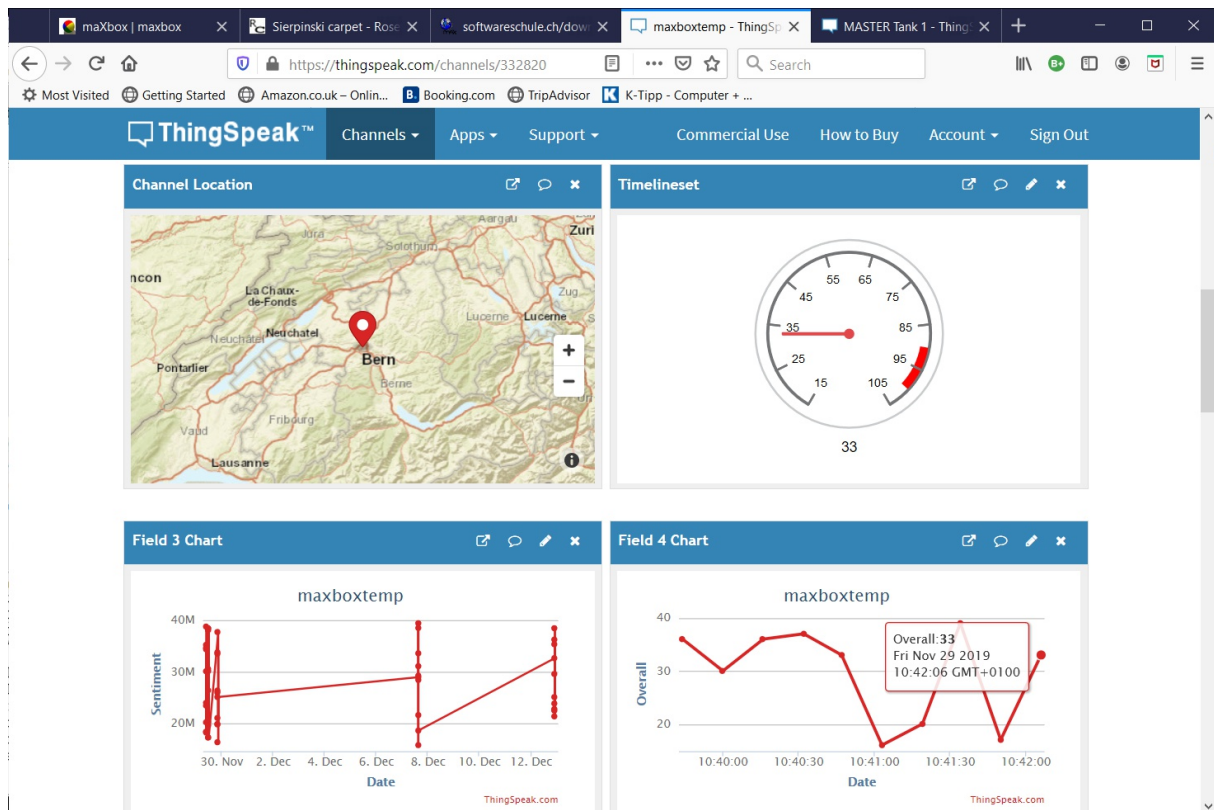 maXbox | maxbox
Sierpinski carpet - Rose
softwareschule.ch/down
maxboxtemp - ThingSp
MASTER Tank 1 - Thing
https://thingspeak.com/channels/332820
Search
Most Visited
Getting Started
Amazon.co.uk – Onlin...
Booking.com
TripAdvisor
K-Tipp - Computer + ...
ThingSpeak™
Channels
Apps
Support
Commercial Use
How to Buy
Account
Sign Out
Channel Location
Jura
Aargau
Zuri
Solothurn
ncon
La Chaux-
de-Fonds
Zug
Lucerne
Lucerne
Neuchatel
Neuchâtel
Bern
Pontarlier
Berne
Fribourg
Vaud
Lausanne
+
−
Timelineset
55
65
45
75
35
85
25
95
15
105
33
Field 3 Chart
maxboxtemp
Sentiment
40M
30M
20M
30. Nov
2. Dec
4. Dec
6. Dec
8. Dec
10. Dec
12. Dec
Date
ThingSpeak.com
Field 4 Chart
maxboxtemp
Overall
40
30
20
Overall:33
Fri Nov 29 2019
10:42:06 GMT+0100
10:40:00
10:40:30
10:41:00
10:41:30
10:42:00
Date
ThingSpeak.com